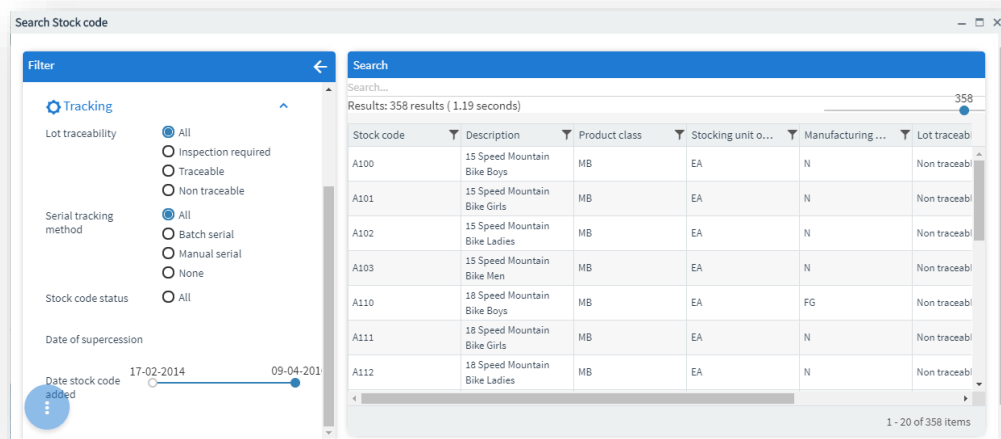 Search Stock code
Filter
Tracking
Lot traceability
All
Inspection required
Traceable
Non traceable
Serial tracking
method
All
Batch serial
Manual serial
None
Stock code status
All
Date of supercession
Date stock code
added
17-02-2014
09-04-201
Search
Search...
Results: 358 results ( 1.19 seconds)
358
Stock code Description Product class Stocking unit o... Manufacturing ... Lot traceabl
A100 15 Speed Mountain Bike Boys MB EA N Non traceabl
A101 15 Speed Mountain Bike Girls MB EA N Non traceabl
A102 15 Speed Mountain Bike Ladies MB EA N Non traceabl
A103 15 Speed Mountain Bike Men MB EA N Non traceabl
A110 18 Speed Mountain Bike Boys MB EA FG Non traceabl
A111 18 Speed Mountain Bike Girls MB EA N Non traceabl
A112 18 Speed Mountain Bike Ladies MB EA N Non traceabl
1 - 20 of 358 items